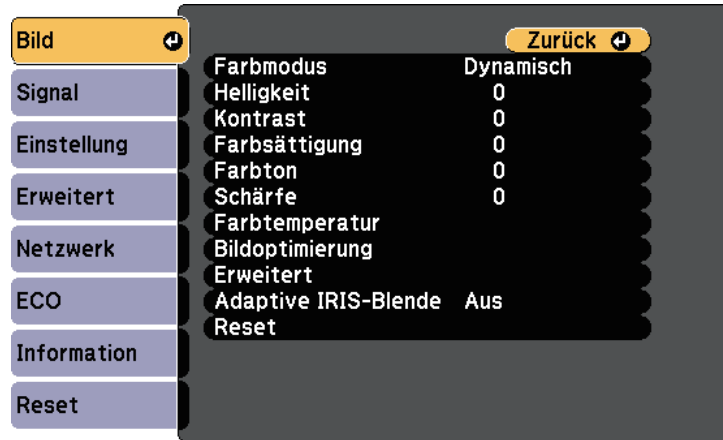 Bild
Signal
Einstellung
Erweitert
Netzwerk
ECO
Information
Reset
Zurück
Farbmodus Dynamisch
Helligkeit 0
Kontrast 0
Farbsättigung 0
Farbton 0
Schärfe 0
Farbtemperatur
Bildoptimierung
Erweitert
Adaptive IRIS-Blende Aus
Reset